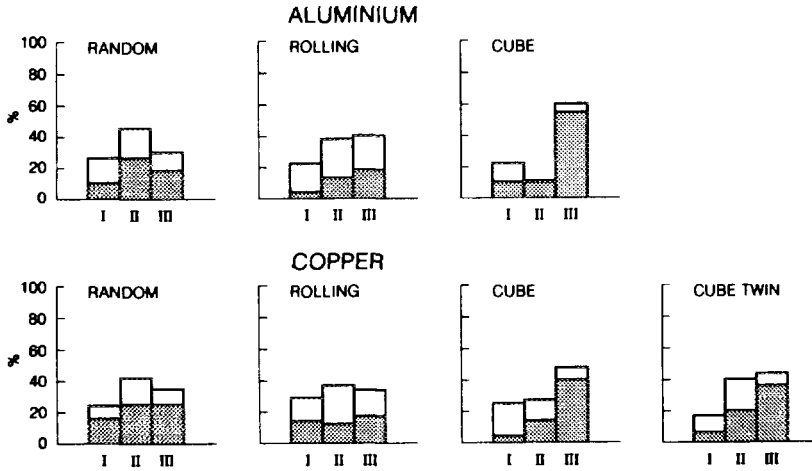 ALUMINIUM
RANDOM ROLLING CUBE
100
80
60
40
20
0
%
I II III I II III I II III
COPPER
RANDOM ROLLING CUBE CUBE TWIN
100
80
60
40
20
0
%
I II III I II III I II III I II III